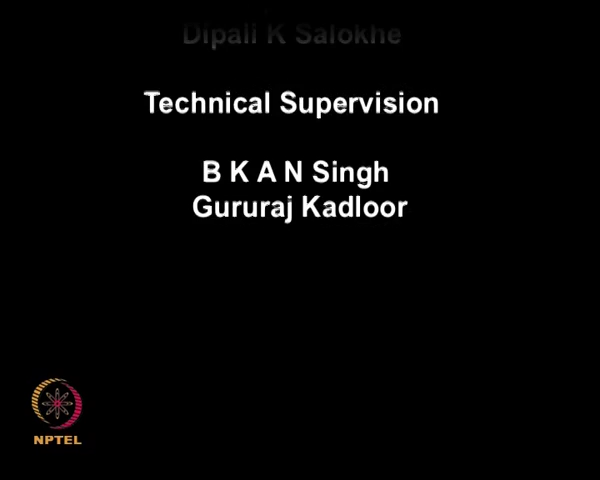 Dipali K Salokhe
Technical Supervision
B K A N Singh
Gururaj Kadloor
NPTEL